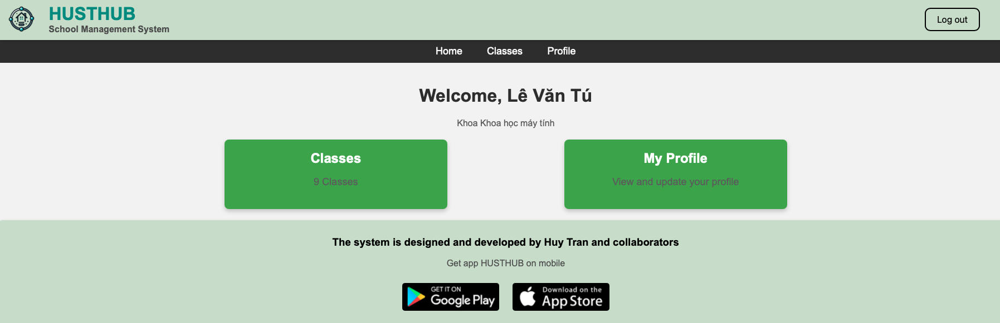 HUSTHUB
School Management System
Log out
Home Classes Profile
Welcome, Lê Văn Tú
Khoa Khoa học máy tính
Classes
9 Classes
My Profile
View and update your profile
The system is designed and developed by Huy Tran and collaborators
Get app HUSTHUB on mobile
GET IT ON
Google Play
Download on the
App Store